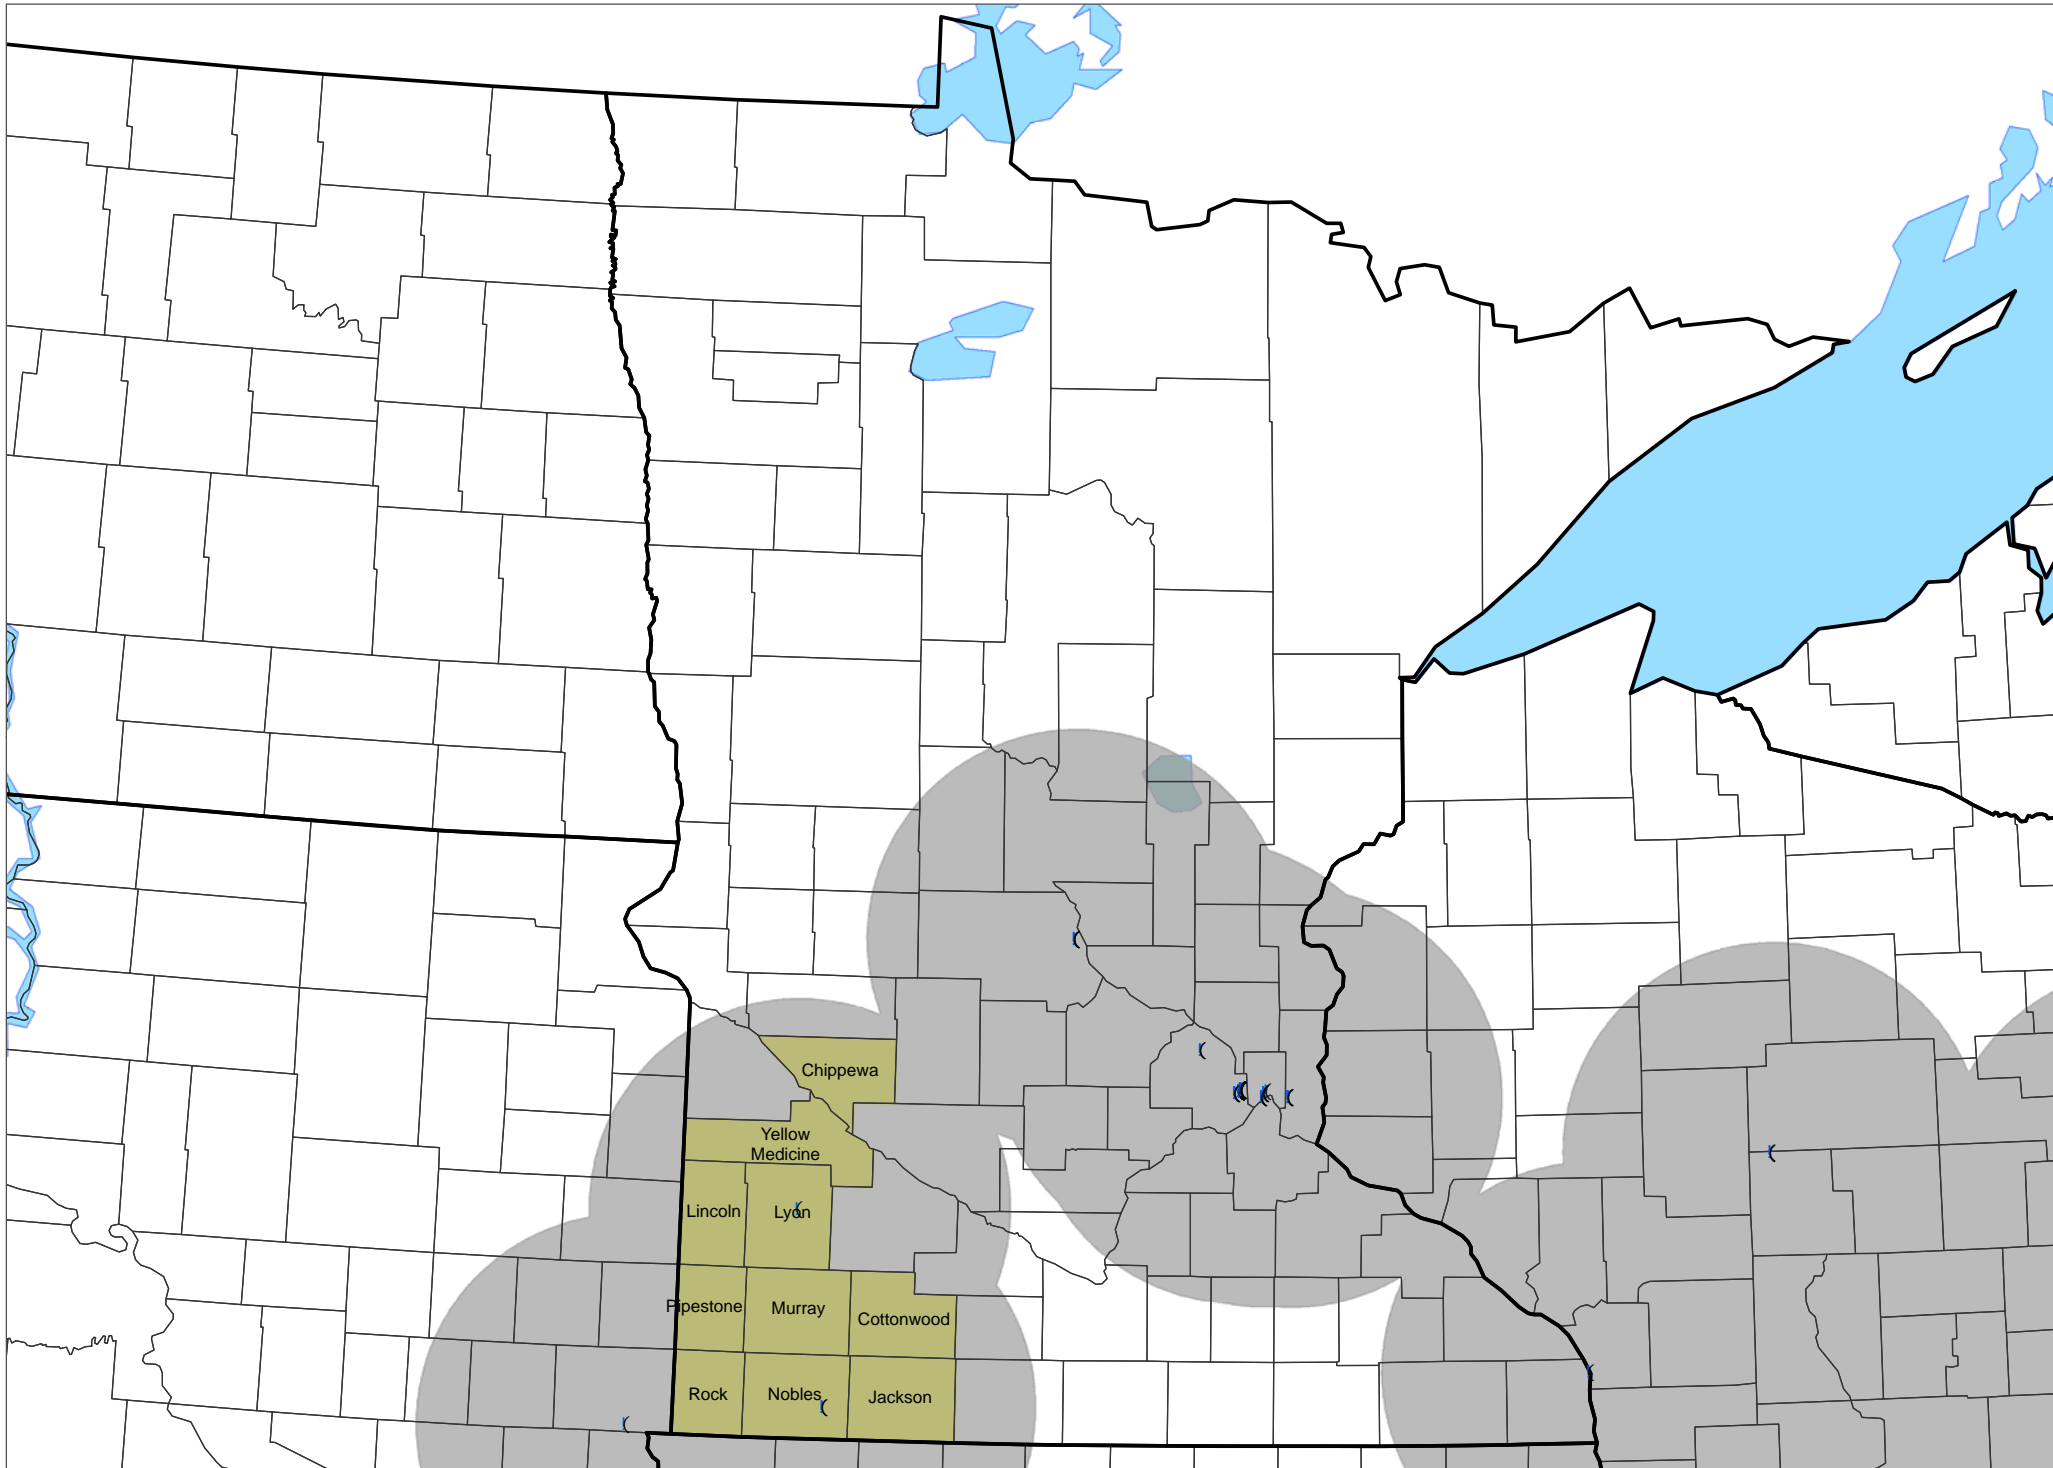 Chippewa
Yellow
Medicine
Lincoln
Lyon
Pipestone
Murray
Cottonwood
Rock
Nobles
Jackson